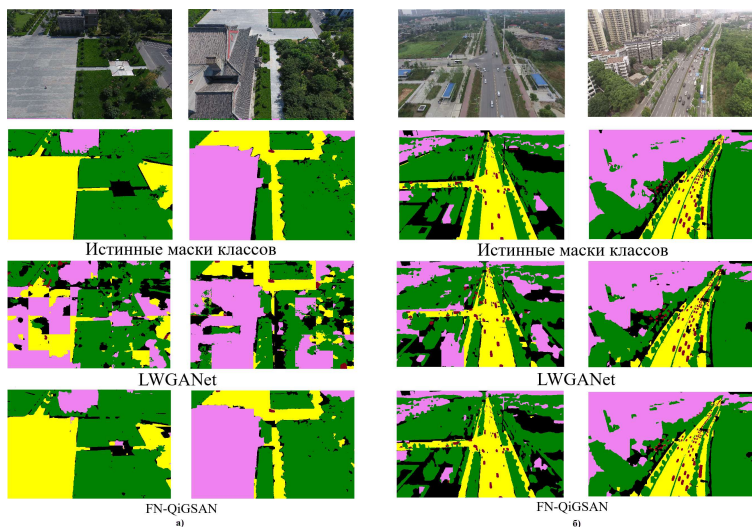 Истинные маски классов
Истинные маски классов
LWGANet
LWGANet
FN-QiGSAN
FN-QiGSAN
а)
б)